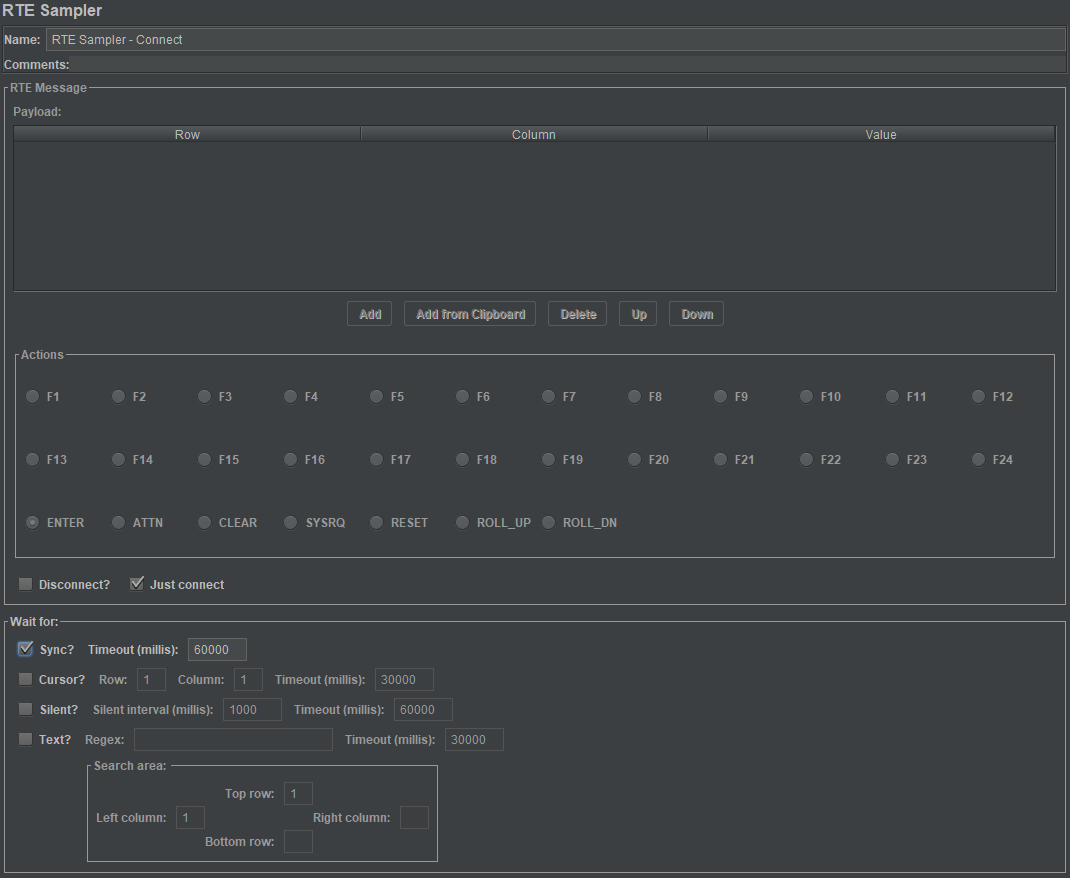 RTE Sampler
Name: RTE Sampler - Connect
Comments:
RTE Message
Payload:
Row Column Value
Add Add from Clipboard Delete Up Down
Actions
F1 F2 F3 F4 F5 F6 F7 F8 F9 F10 F11 F12
F13 F14 F15 F16 F17 F18 F19 F20 F21 F22 F23 F24
ENTER ATTN CLEAR SYSRQ RESET ROLL_UP ROLL_DN
Disconnect? Just connect
Wait for:
Sync? Timeout (millis): 60000
Cursor? Row: 1 Column: 1 Timeout (millis): 30000
Silent? Silent interval (millis): 1000 Timeout (millis): 60000
Text? Regex: Timeout (millis): 30000
Search area:
Top row: 1
Left column: 1 Right column:
Bottom row: